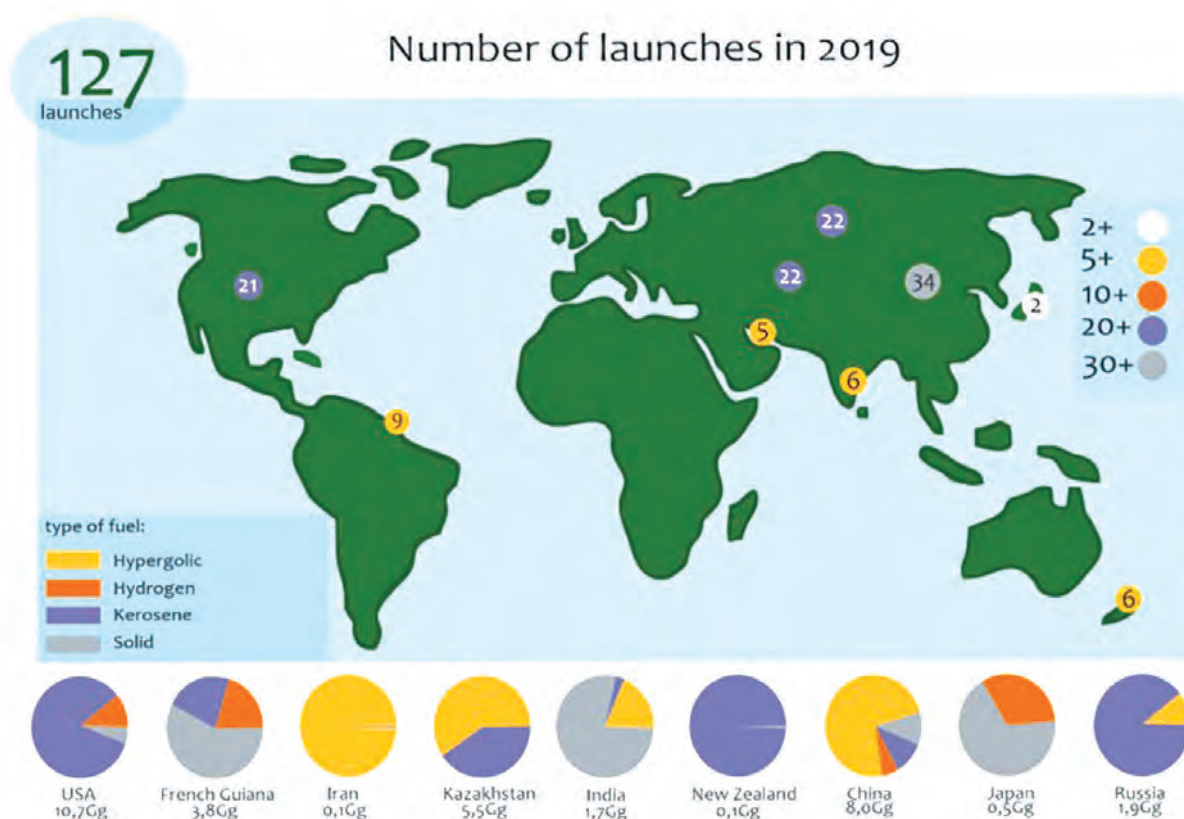 127
launches
Number of launches in 2019
22
2+
5+
21
22
34
10+
2
5
20+
6
30+
9
type of fuel:
Hypergolic
Hydrogen
6
Kerosene
Solid
USA
10,7Gg
French Guiana
3,8Gg
Iran
0,1Gg
Kazakhstan
5,5Gg
India
1,7Gg
New Zealand
0,1Gg
China
8,0Gg
Japan
0,5Gg
Russia
1,9Gg